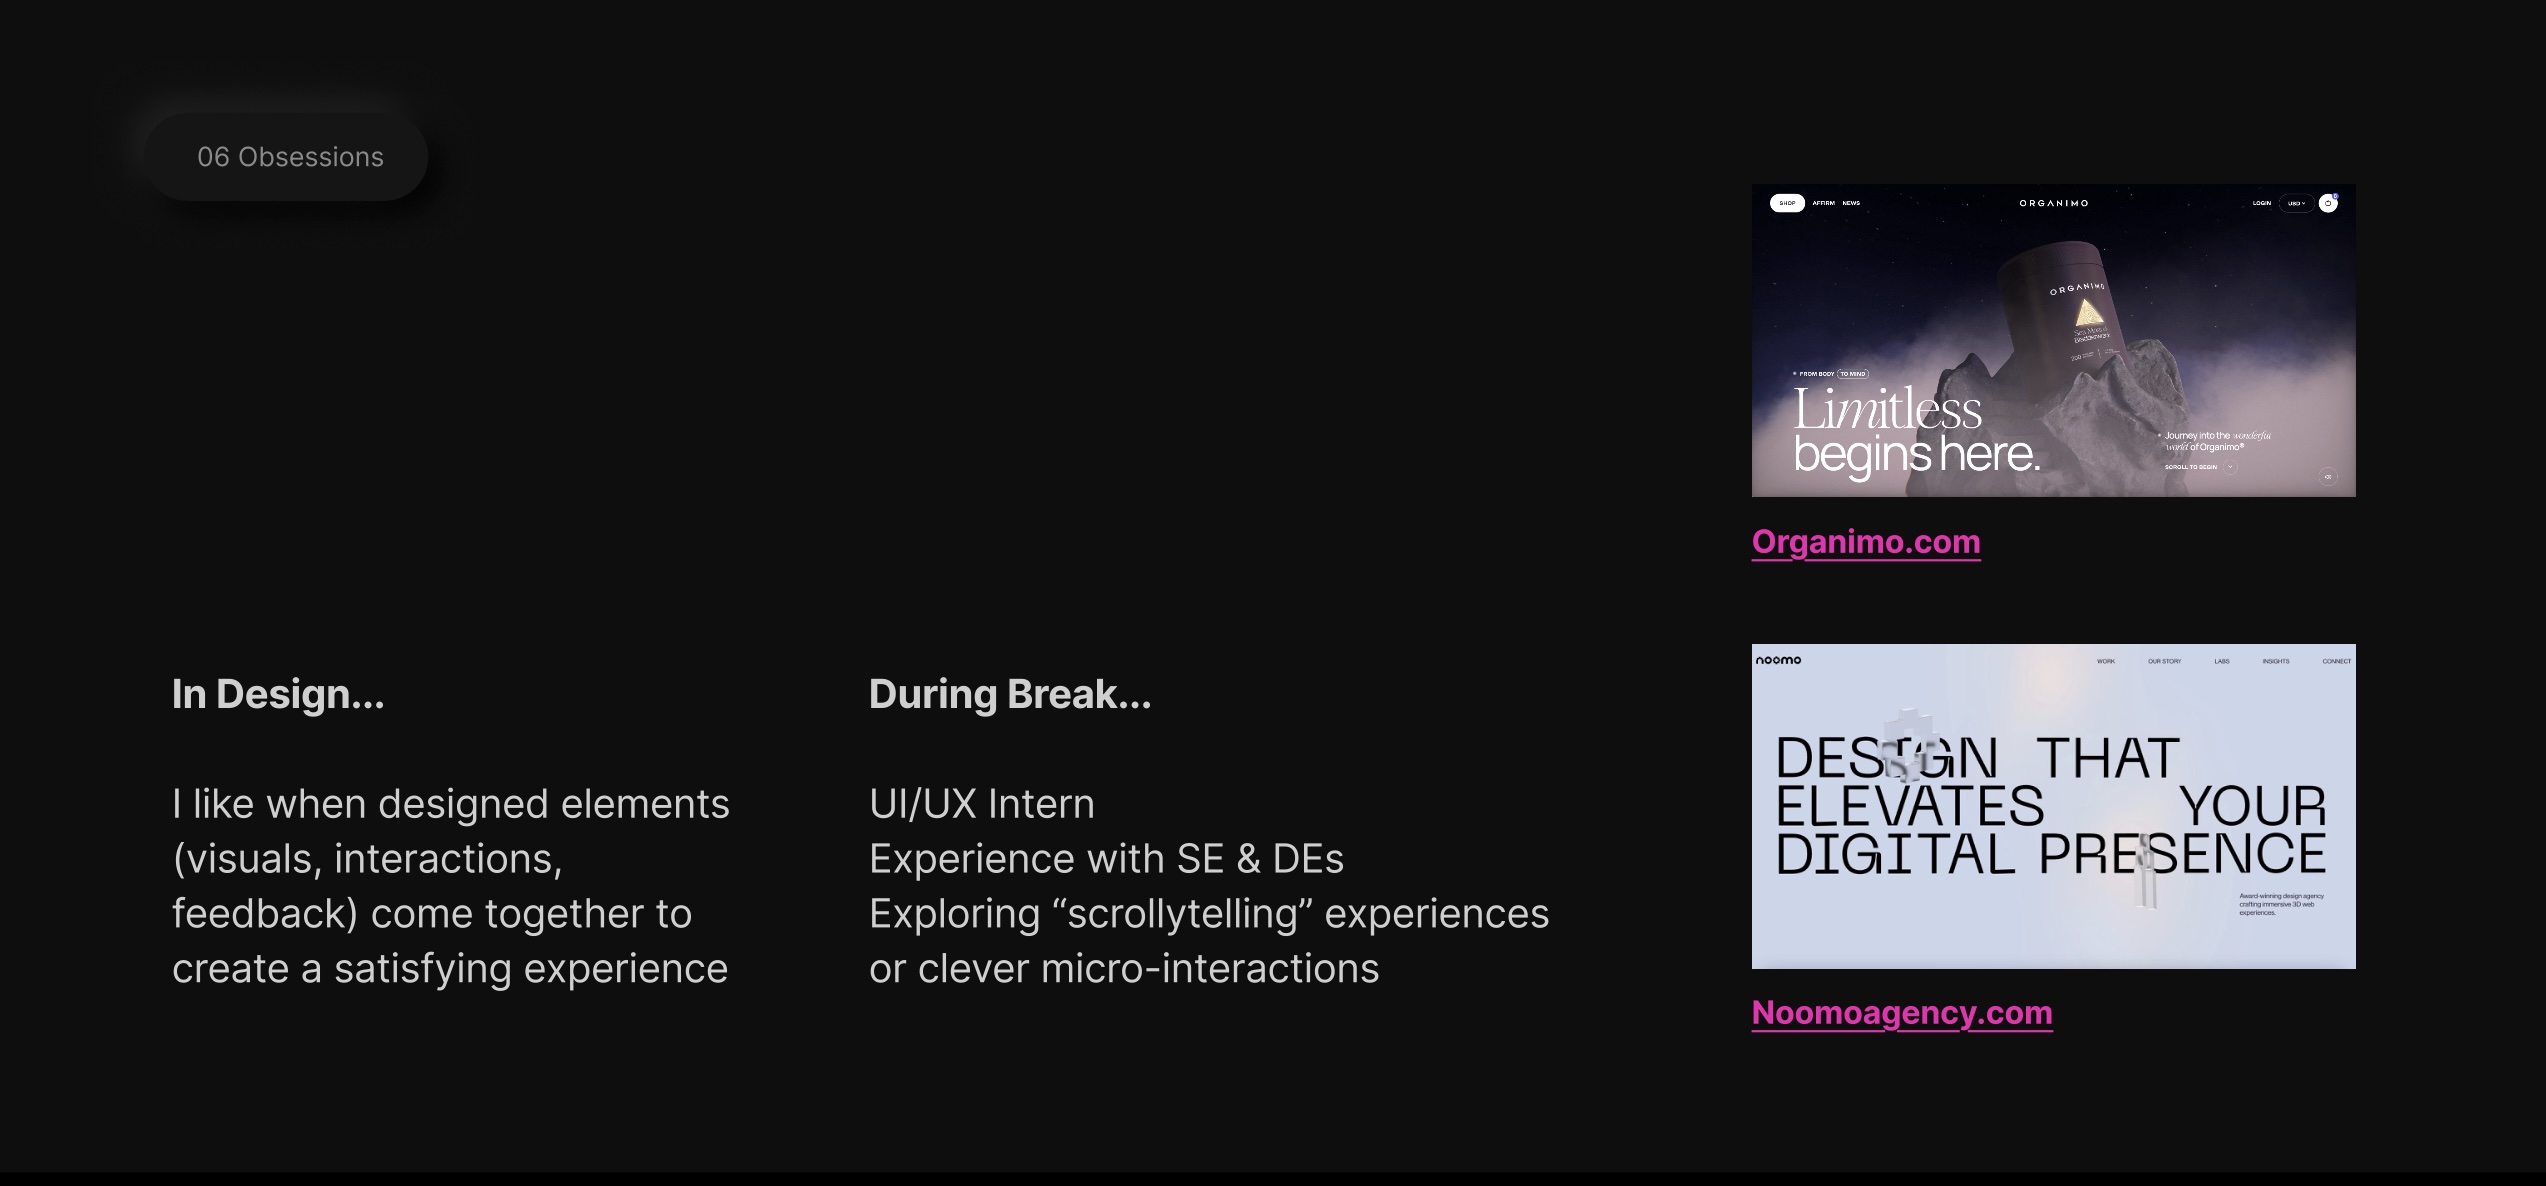 06 Obsessions
In Design...
I like when designed elements
(visuals, interactions,
feedback) come together to
create a satisfying experience
During Break...
UI/UX Intern
Experience with SE & DEs
Exploring “scrollytelling” experiences
or clever micro-interactions
SHOP AFFIRM NEWS
ORGANIMO
LOGIN USD
ORGANIMO
Sea Moss
Bladderwrack
FROM BODY TO MIND
Limitless
begins here.
Journey into the wonderful
world of Organimo®
SCROLL TO BEGIN
Organimo.com
noomo
WORK OUR STORY LABS INSIGHTS CONNECT
DESIGN THAT
ELEVATES YOUR
DIGITAL PRESENCE
Award-winning design agency
crafting immersive 3D web
experiences.
Noomoagency.com